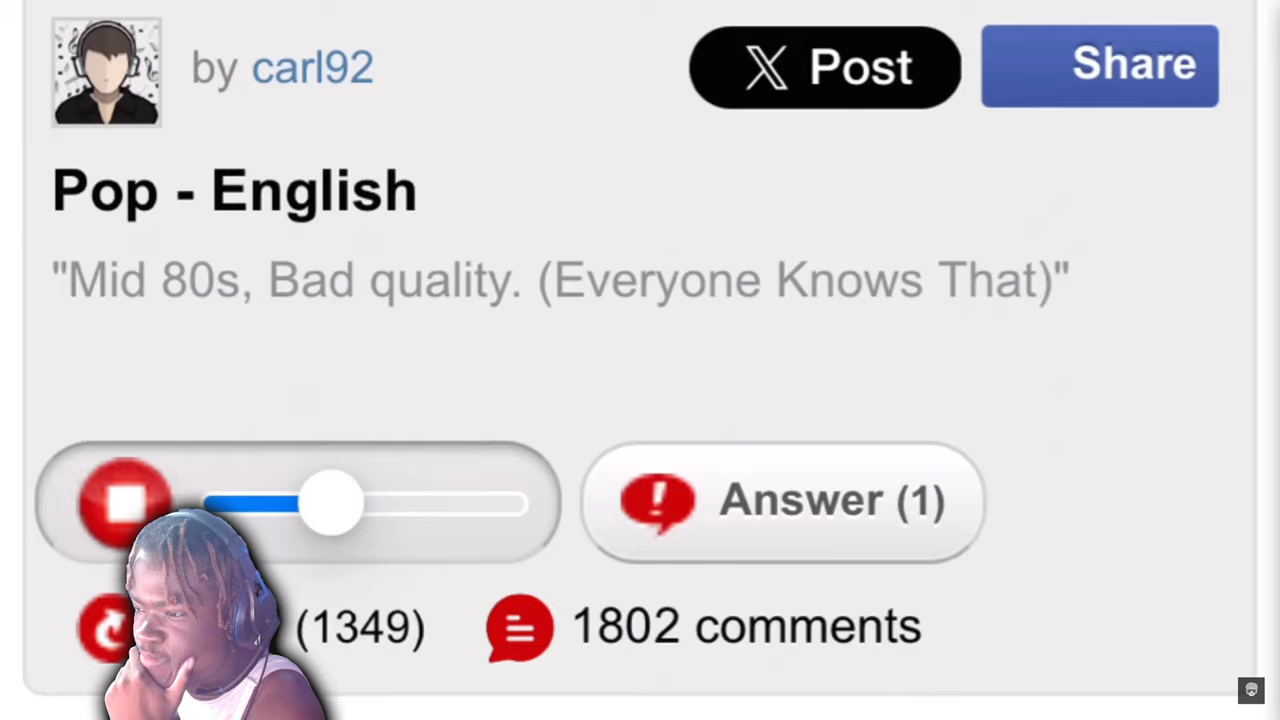 by carl92
X Post
Share
Pop - English
"Mid 80s, Bad quality. (Everyone Knows That)"
Answer (1)
(1349)
1802 comments